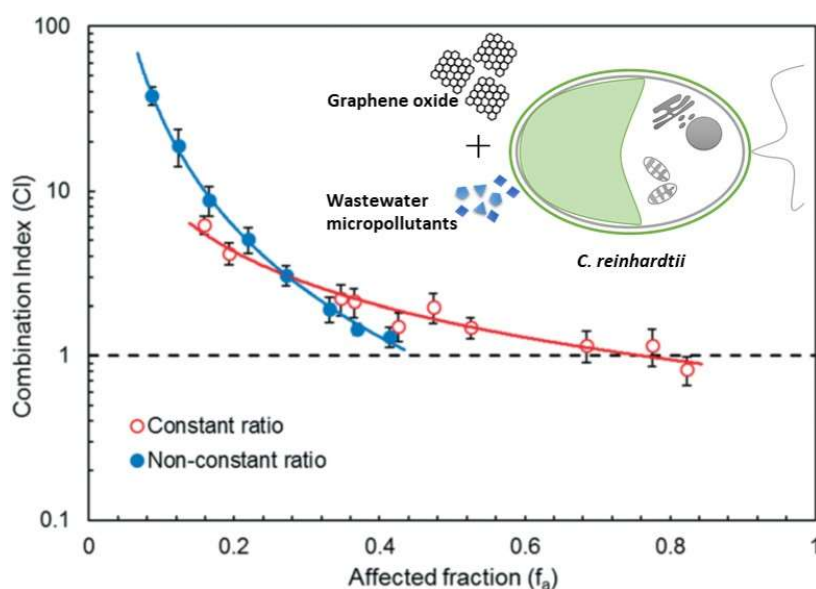 100
10
1
0.1
Combination Index (CI)
Graphene oxide
+
Wastewater
micropollutants
C. reinhardtii
Constant ratio
Non-constant ratio
0
0.2
0.4
0.6
0.8
1
Affected fraction (fₐ)